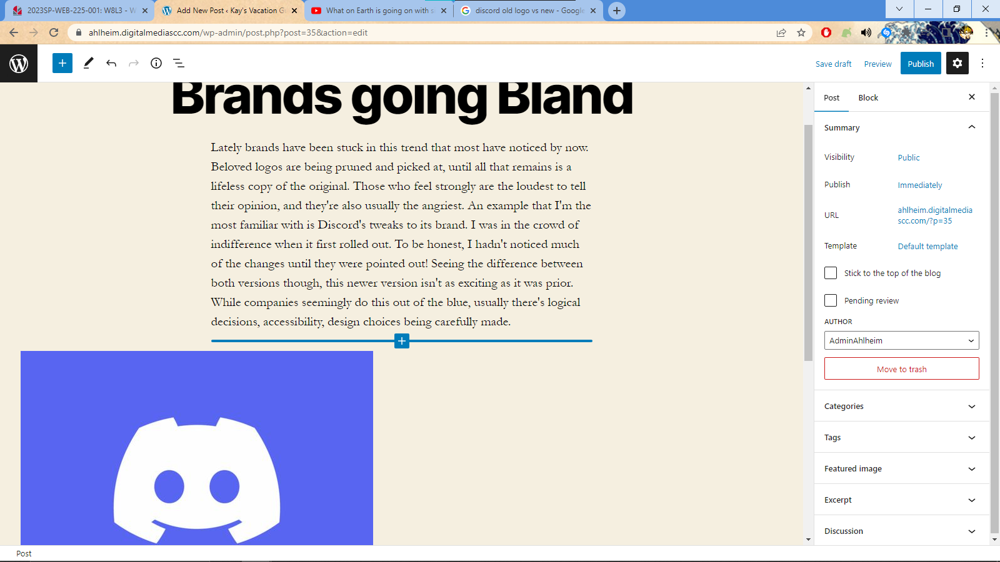 2023SP-WEB-225-001: W8L3 - W
Add New Post ‹ Kay's Vacation Gu
What on Earth is going on with s
discord old logo vs new - Google
ahlheim.digitalmediascc.com/wp-admin/post.php?post=35&action=edit
Save draft
Preview
Publish
Brands going Bland
Lately brands have been stuck in this trend that most have noticed by now.
Beloved logos are being pruned and picked at, until all that remains is a
lifeless copy of the original. Those who feel strongly are the loudest to tell
their opinion, and they're also usually the angriest. An example that I'm the
most familiar with is Discord's tweaks to its brand. I was in the crowd of
indifference when it first rolled out. To be honest, I hadn't noticed much
of the changes until they were pointed out! Seeing the difference between
both versions though, this newer version isn't as exciting as it was prior.
While companies seemingly do this out of the blue, usually there's logical
decisions, accessibility, design choices being carefully made.
Post
Block
Summary
Visibility
Public
Publish
Immediately
URL
ahlheim.digitalmedia
scc.com/?p=35
Template
Default template
Stick to the top of the blog
Pending review
AUTHOR
AdminAhlheim
Move to trash
Categories
Tags
Featured image
Excerpt
Discussion
Post